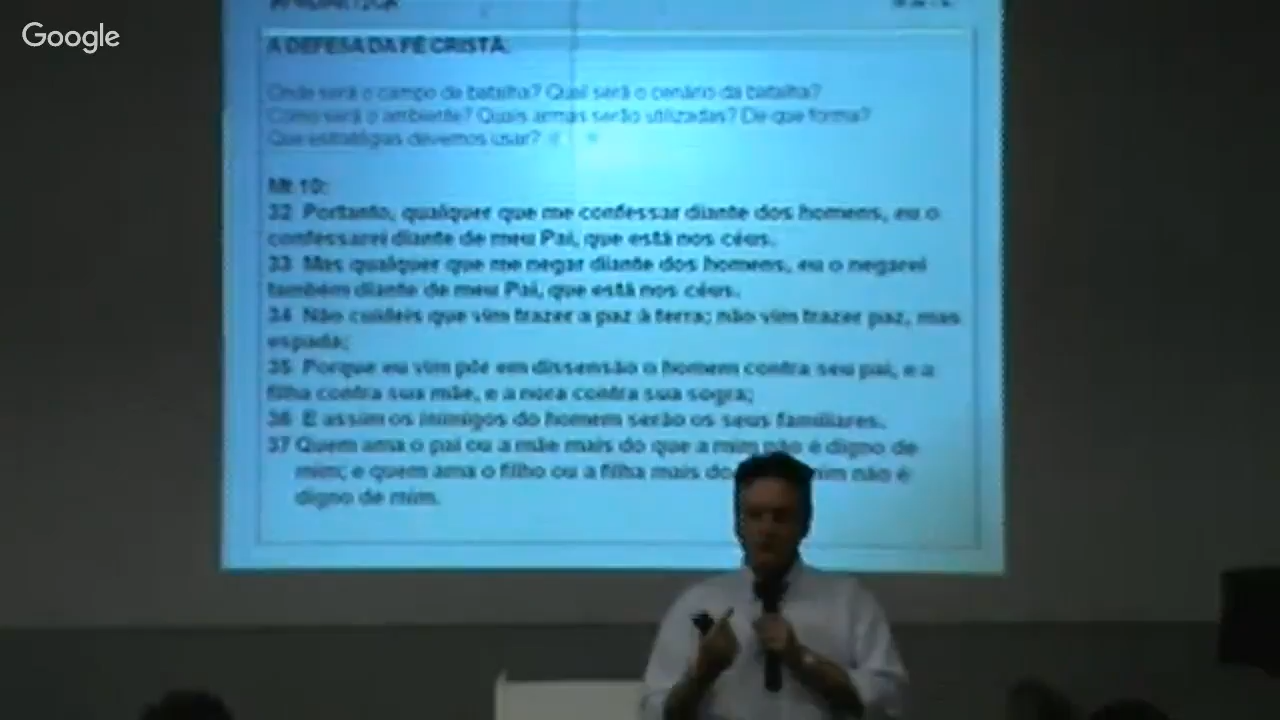 Google
APOLOGÉTICA
A DEFESA DA FÉ CRISTÃ:
Onde será o campo de batalha? Qual será o cenário da batalha?
Como será o ambiente? Quais armas serão utilizadas? De que forma?
Que estratégias devemos usar?
Mt 10:
32 Portanto, qualquer que me confessar diante dos homens, eu o
confessarei diante de meu Pai, que está nos céus.
33 Mas qualquer que me negar diante dos homens, eu o negarei
também diante de meu Pai, que está nos céus.
34 Não cuideis que vim trazer a paz à terra; não vim trazer paz, mas
espada;
35 Porque eu vim pôr em dissensão o homem contra seu pai, e a
filha contra sua mãe, e a nora contra sua sogra;
36 E assim os inimigos do homem serão os seus familiares.
37 Quem ama o pai ou a mãe mais do que a mim não é digno de
mim; e quem ama o filho ou a filha mais do mim não é
digno de mim.